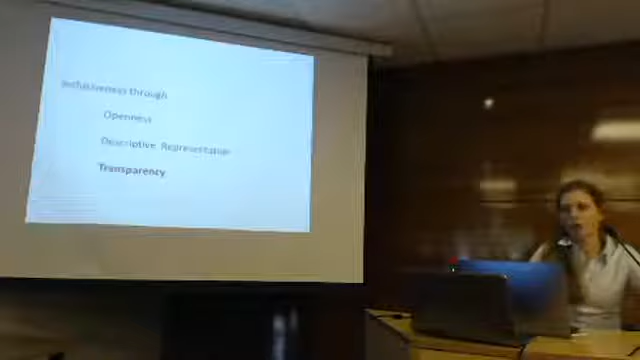 Inclusiveness through
Openness
Descriptive Representation
Transparency